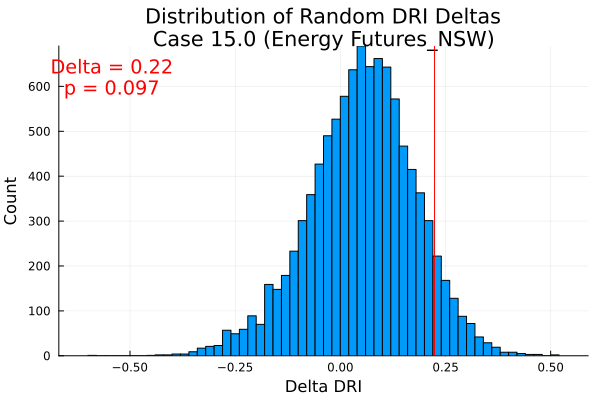 Distribution of Random DRI Deltas
Case 15.0 (Energy Futures_NSW)
Delta = 0.22
p = 0.097
Count
600
500
400
300
200
100
0
−0.50
−0.25
0.00
0.25
0.50
Delta DRI